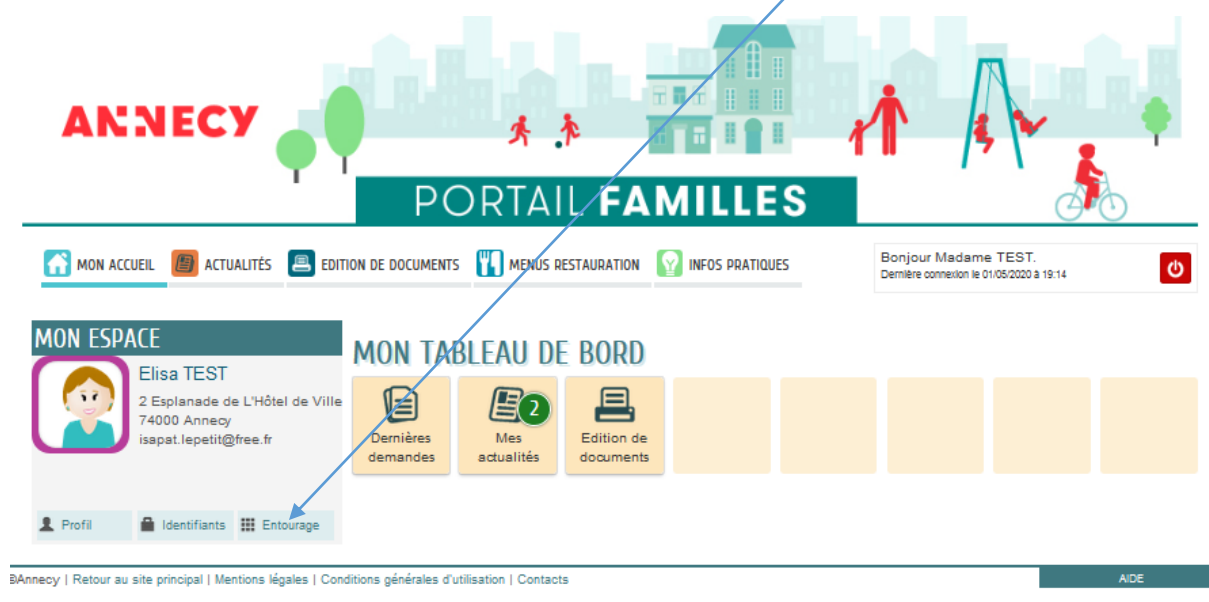 ANNECY
PORTAIL FAMILLES
MON ACCUEIL ACTUALITÉS EDITION DE DOCUMENTS MENUS RESTAURATION INFOS PRATIQUES
Bonjour Madame TEST.
Dernière connexion le 01/05/2020 à 19:14
MON ESPACE
Elisa TEST
2 Esplanade de L'Hôtel de Ville
74000 Annecy
isapat.lepetit@free.fr
Profil Identifiants Entourage
MON TABLEAU DE BORD
Dernières
demandes
2
Mes
actualités
Edition de
documents
©Annecy | Retour au site principal | Mentions légales | Conditions générales d'utilisation | Contacts
AIDE